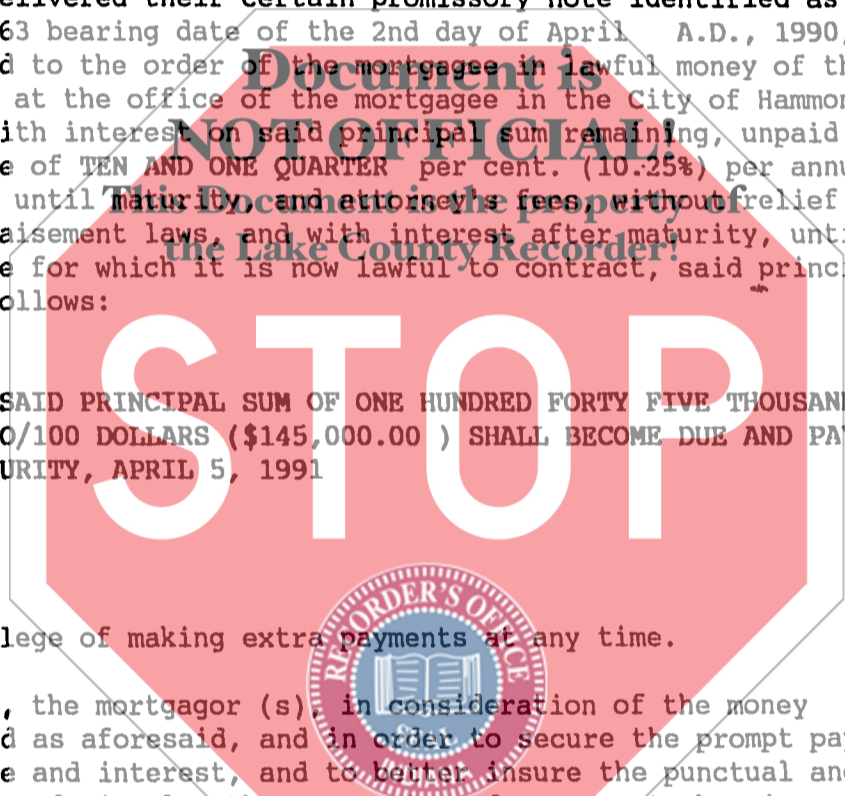 elivered their certain promissory note identified as
63 bearing date of the 2nd day of April A.D., 1990,
d to the order of the mortgagee in lawful money of th
at the office of the mortgagee in the City of Hammon
ith interest on said principal sum remaining, unpaid
e of TEN AND ONE QUARTER per cent. (10.25%) per annu
until maturity, and attorney's fees, without relief
aisement laws, and with interest after maturity, unti
e for which it is now lawful to contract, said princi
ollows:
Document is
NOT OFFICIAL!
This Document is the property of
the Lake County Recorder!
STOP
SAID PRINCIPAL SUM OF ONE HUNDRED FORTY FIVE THOUSAND
0/100 DOLLARS ($145,000.00 ) SHALL BECOME DUE AND PAY
URITY, APRIL 5, 1991
RECORDER'S OFFICE
lege of making extra payments at any time.
, the mortgagor (s), in consideration of the money
d as aforesaid, and in order to secure the prompt pay
e and interest, and to better insure the punctual and